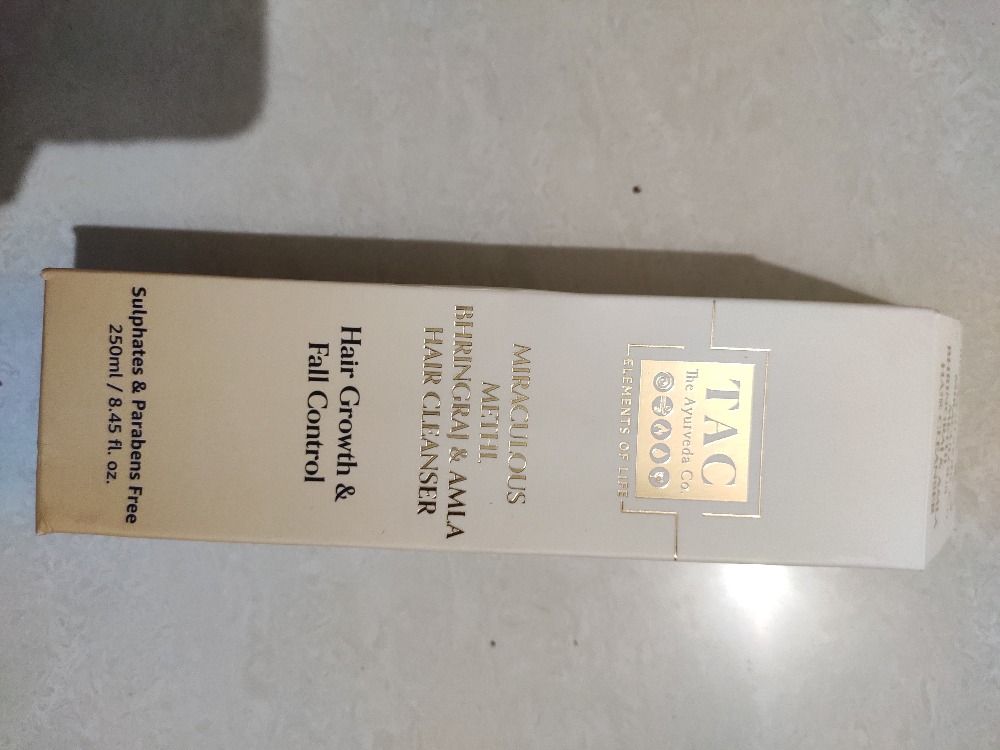 TAC
The Ayurveda Co.
ELEMENTS OF LIFE
MIRACULOUS
METHI,
BHRINGRAJ & AMLA
HAIR CLEANSER
Hair Growth &
Fall Control
Sulphates & Parabens Free
250ml / 8.45 fl. oz.